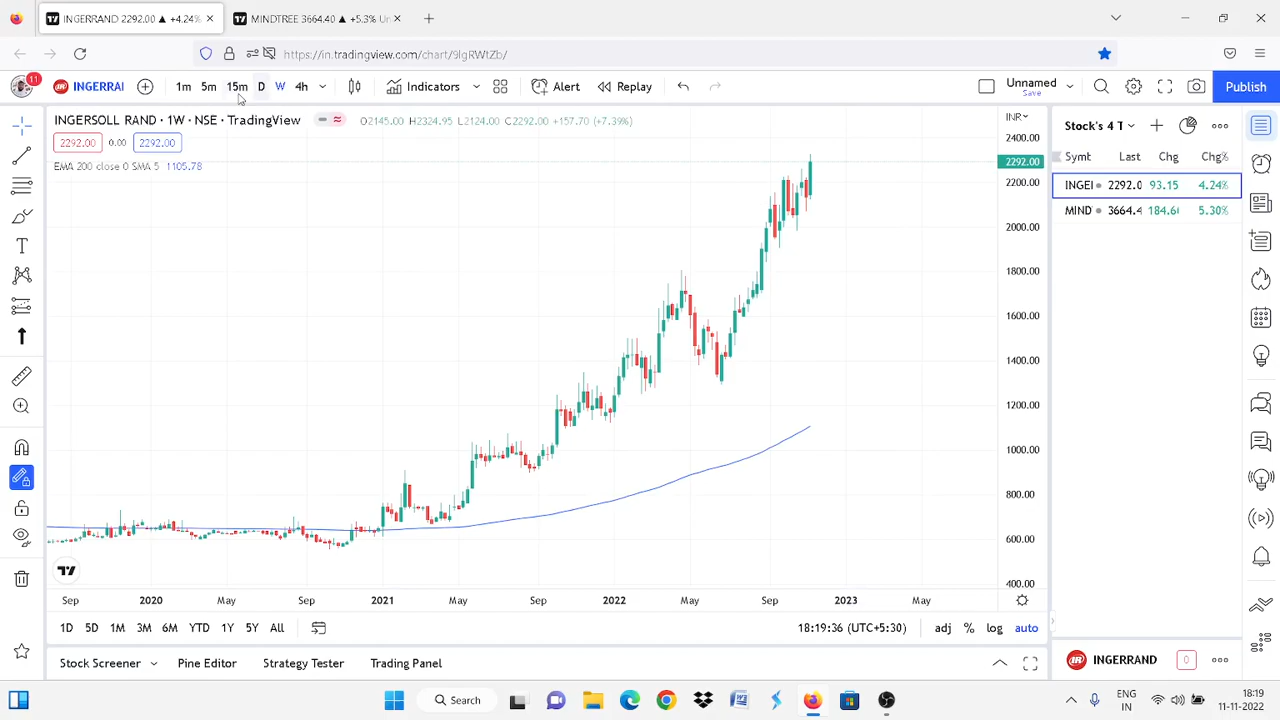 INGERRAND 2292.00 ▲ +4.24%
MINDTREE 3664.40 ▲ +5.3% Un
https://in.tradingview.com/chart/9lgRWtZb/
11
INGERRAI
1m 5m 15m D W 4h
Indicators
Alert
Replay
Unnamed
Save
Publish
INGERSOLL RAND · 1W · NSE · TradingView
O2145.00 H2324.95 L2124.00 C2292.00 +157.70 (+7.39%)
2292.00 0.00 2292.00
EMA 200 close 0 SMA 5 1105.78
INR
2400.00
2292.00
2200.00
2000.00
1800.00
1600.00
1400.00
1200.00
1000.00
800.00
600.00
400.00
Stock's 4 T
Symb Last Chg Chg%
INGEI 2292.0 93.15 4.24%
MIND 3664.4 184.60 5.30%
Sep 2020 May Sep 2021 May Sep 2022 May Sep 2023 May
1D 5D 1M 3M 6M YTD 1Y 5Y All
18:19:36 (UTC+5:30)
adj % log auto
Stock Screener Pine Editor Strategy Tester Trading Panel
INGERRAND 0
Search
ENG
IN
18:19
11-11-2022